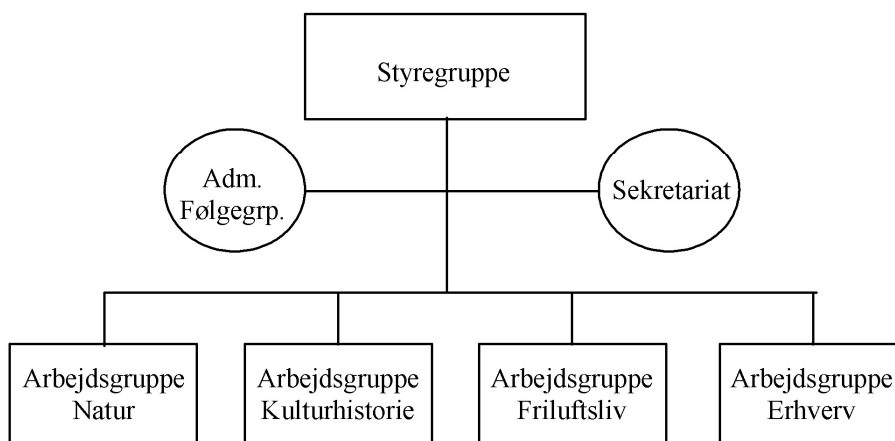 Styregruppe
Adm.
Følgegrp.
Sekretariat
Arbejdsgruppe
Natur
Arbejdsgruppe
Kulturhistorie
Arbejdsgruppe
Friluftsliv
Arbejdsgruppe
Erhverv